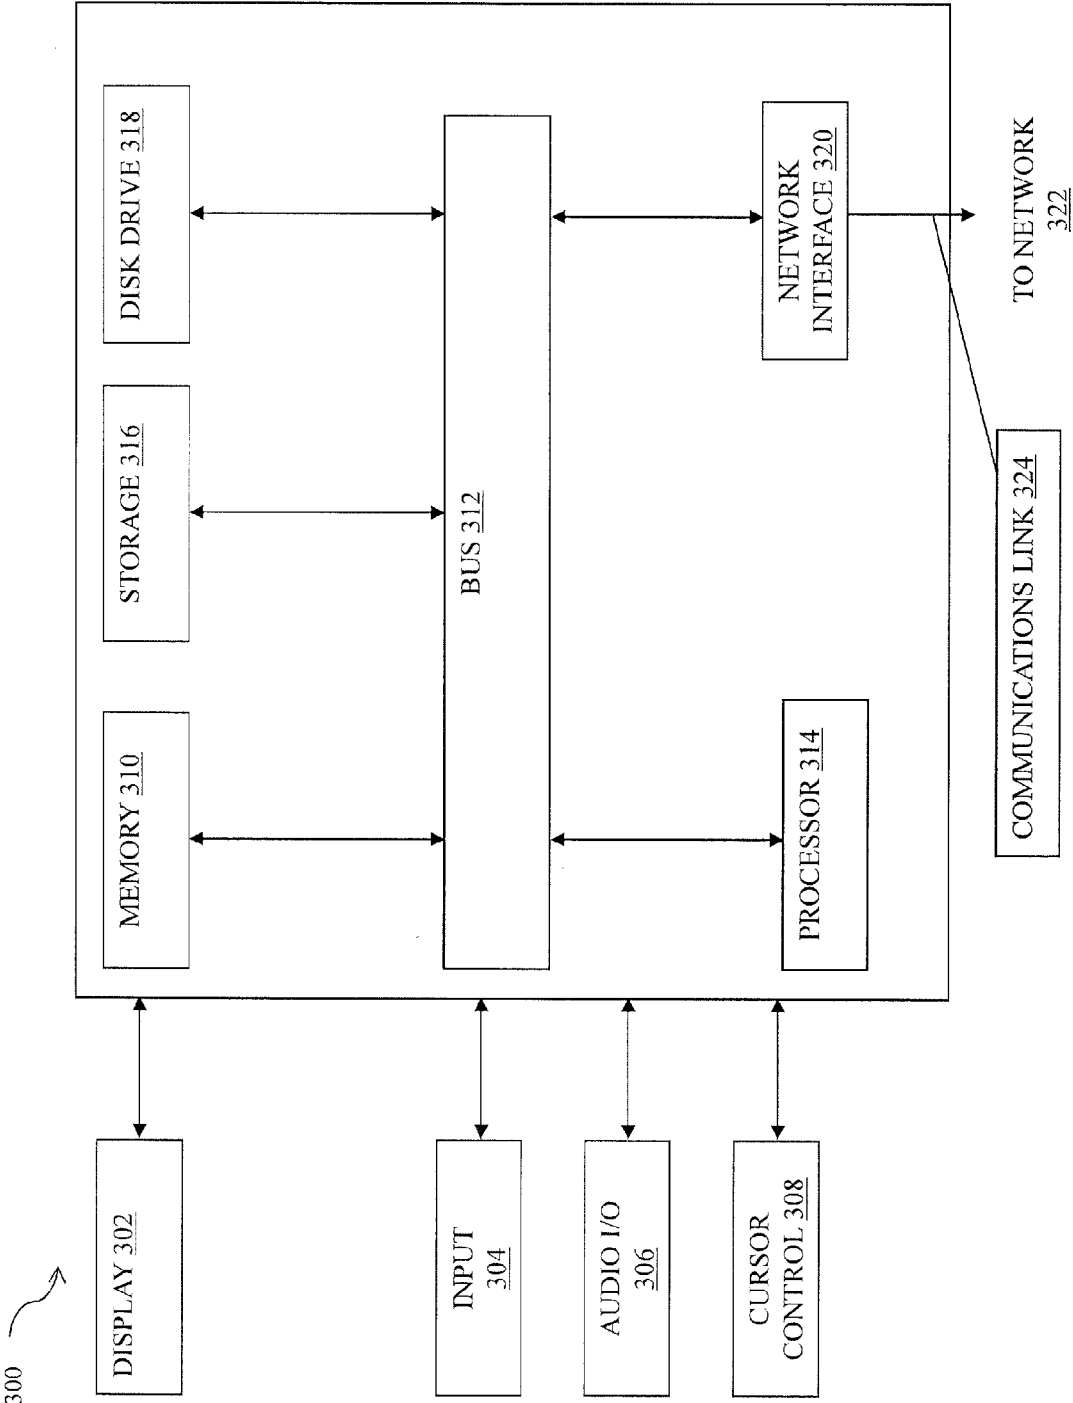 300
DISPLAY 302
INPUT
304
AUDIO I/O
306
CURSOR
CONTROL 308
MEMORY 310
STORAGE 316
DISK DRIVE 318
BUS 312
PROCESSOR 314
NETWORK
INTERFACE 320
COMMUNICATIONS LINK 324
TO NETWORK
322